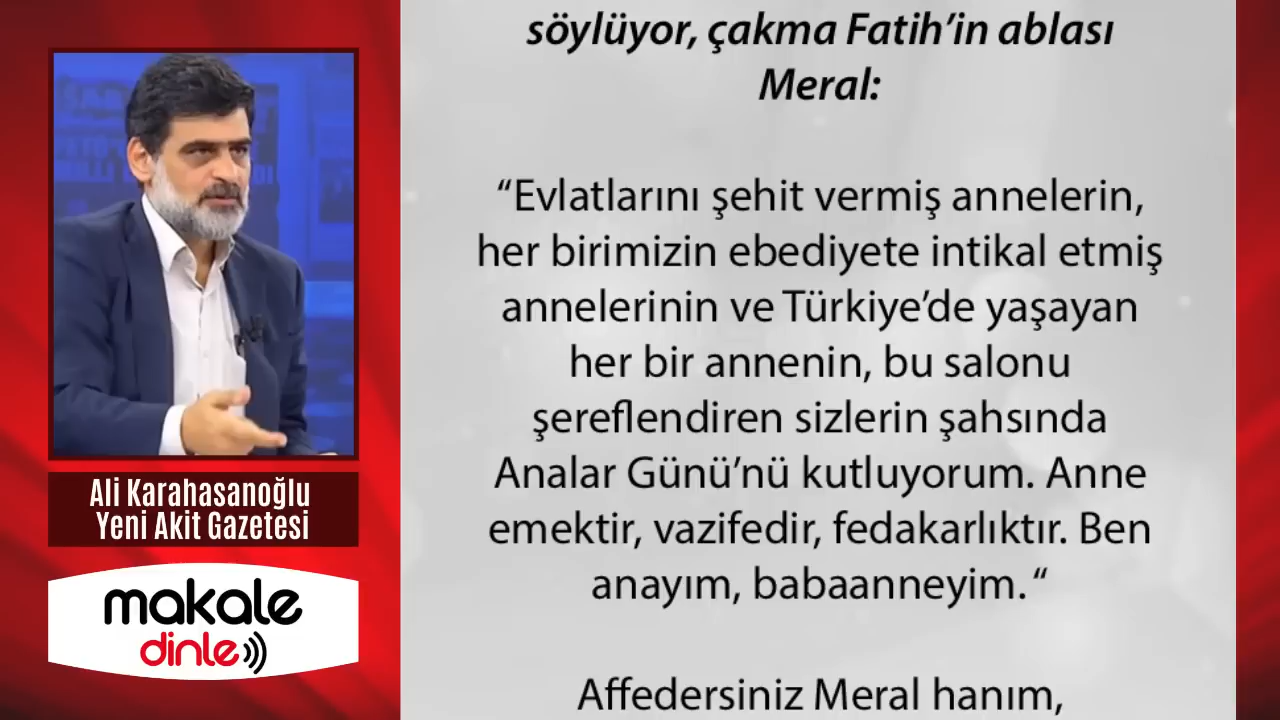 söylüyor, çakma Fatih’in ablası
Meral:
“Evlatlarını şehit vermiş annelerin,
her birimizin ebediyete intikal etmiş
annelerinin ve Türkiye’de yaşayan
her bir annenin, bu salonu
şereflendiren sizlerin şahsında
Analar Günü’nü kutluyorum. Anne
emektir, vazifedir, fedakarlıktır. Ben
anayım, babaanneyim. “
Affedersiniz Meral hanım,
Ali Karahasanoğlu
Yeni Akit Gazetesi
makale
dinle